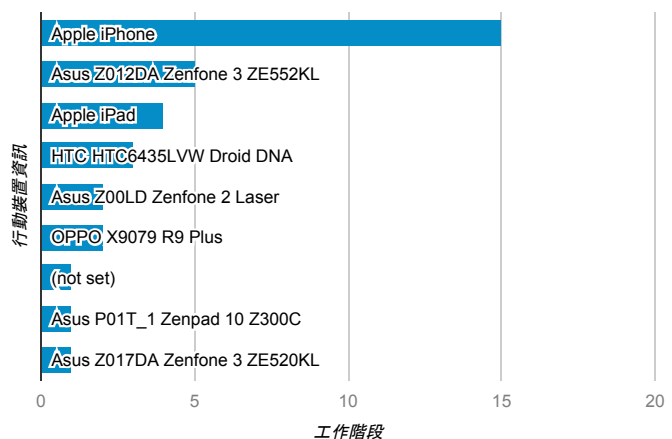 Apple iPhone
Asus Z012DA Zenfone 3 ZE552KL
Apple iPad
HTC HTC6435LVW Droid DNA
Asus Z00LD Zenfone 2 Laser
OPPO X9079 R9 Plus
(not set)
Asus P01T_1 Zenpad 10 Z300C
Asus Z017DA Zenfone 3 ZE520KL
行動裝置資訊
0 5 10 15 20
工作階段